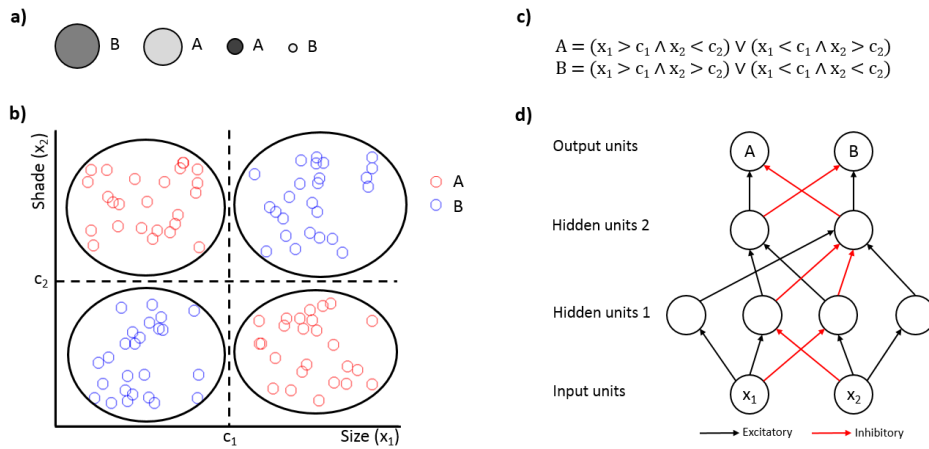 a)
B
A
A
B
b)
Shade (x₂)
c₂
c₁
Size (x₁)
A
B
c)
A = (x₁ > c₁ ∧ x₂ < c₂) ∨ (x₁ < c₁ ∧ x₂ > c₂)
B = (x₁ > c₁ ∧ x₂ > c₂) ∨ (x₁ < c₁ ∧ x₂ < c₂)
d)
Output units
A
B
Hidden units 2
Hidden units 1
Input units
x₁
x₂
Excitatory
Inhibitory